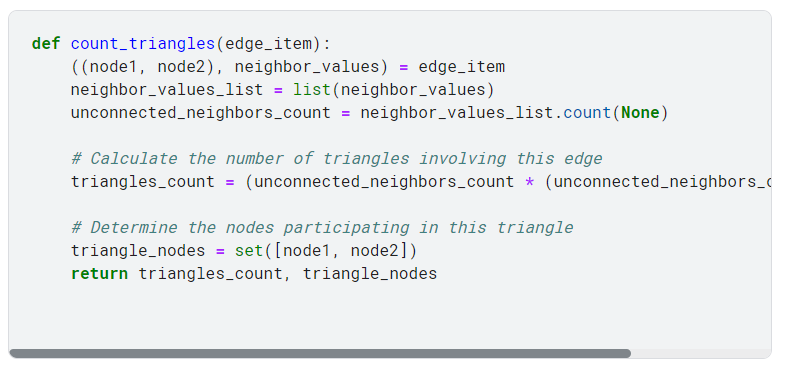 def count_triangles(edge_item):
    ((node1, node2), neighbor_values) = edge_item
    neighbor_values_list = list(neighbor_values)
    unconnected_neighbors_count = neighbor_values_list.count(None)
    # Calculate the number of triangles involving this edge
    triangles_count = (unconnected_neighbors_count * (unconnected_neighbors_
    # Determine the nodes participating in this triangle
    triangle_nodes = set([node1, node2])
    return triangles_count, triangle_nodes